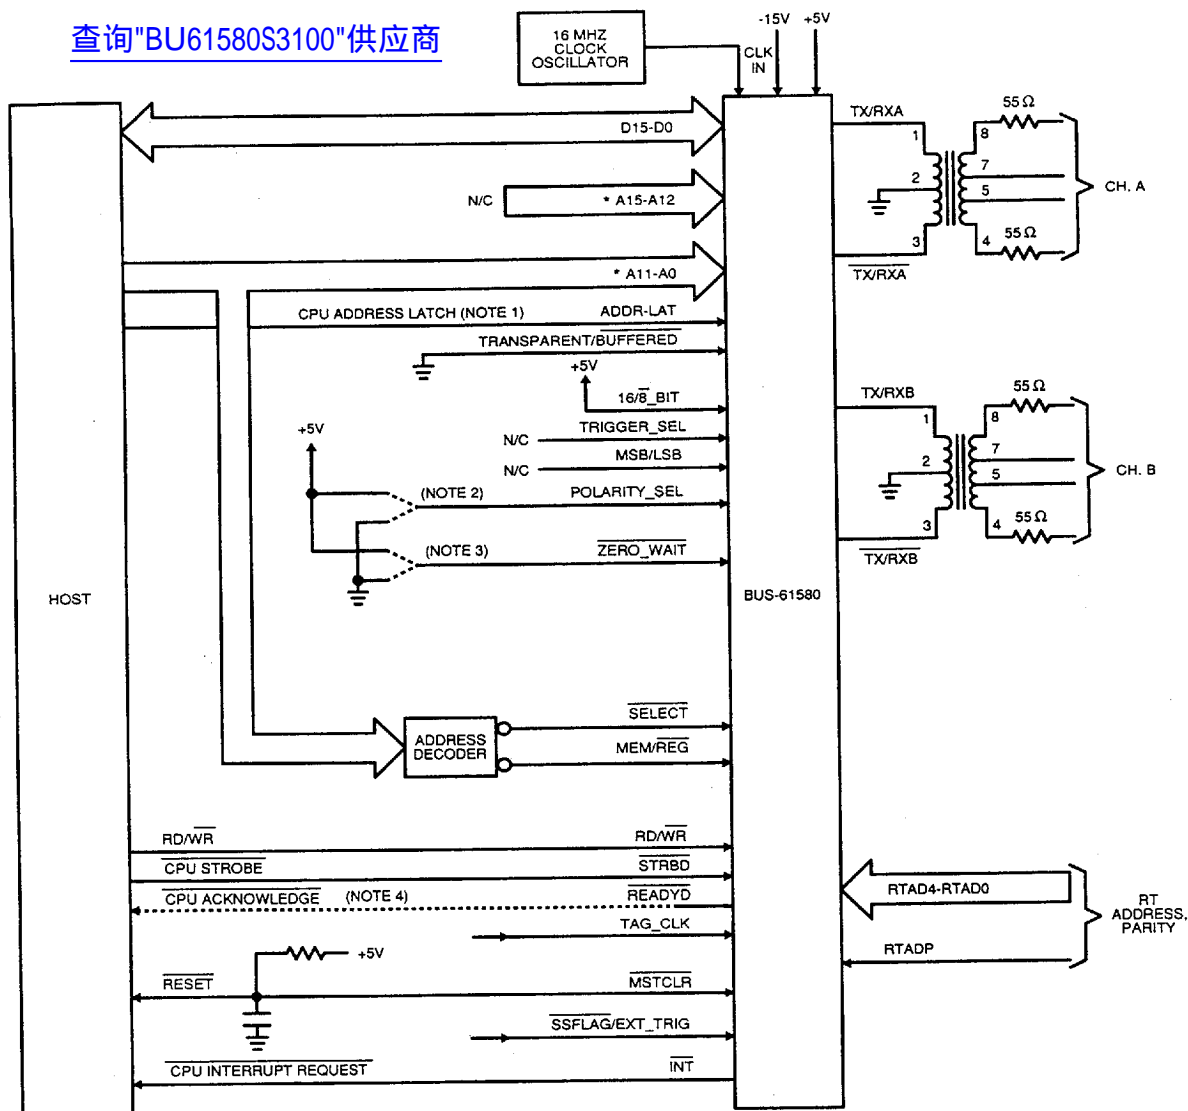 查询"BU61580S3100"供应商
16 MHZ
CLOCK
OSCILLATOR
CLK
IN
-15V
+5V
D15-D0
N/C
* A15-A12
* A11-A0
CPU ADDRESS LATCH (NOTE 1)
ADDR-LAT
TRANSPARENT/BUFFERED
+5V
16/8_BIT
N/C
TRIGGER_SEL
N/C
MSB/LSB
+5V
(NOTE 2)
POLARITY_SEL
(NOTE 3)
ZERO_WAIT
HOST
BUS-61580
ADDRESS
DECODER
SELECT
MEM/REG
RD/WR
RD/WR
CPU STROBE
STRBD
CPU ACKNOWLEDGE
(NOTE 4)
READYD
TAG_CLK
+5V
RESET
MSTCLR
SSFLAG/EXT_TRIG
CPU INTERRUPT REQUEST
INT
TX/RXA
1
2
3
TX/RXA
8
7
5
4
55Ω
55Ω
CH. A
TX/RXB
1
2
3
TX/RXB
8
7
5
4
55Ω
55Ω
CH. B
RTAD4-RTAD0
RTADP
RT
ADDRESS,
PARITY